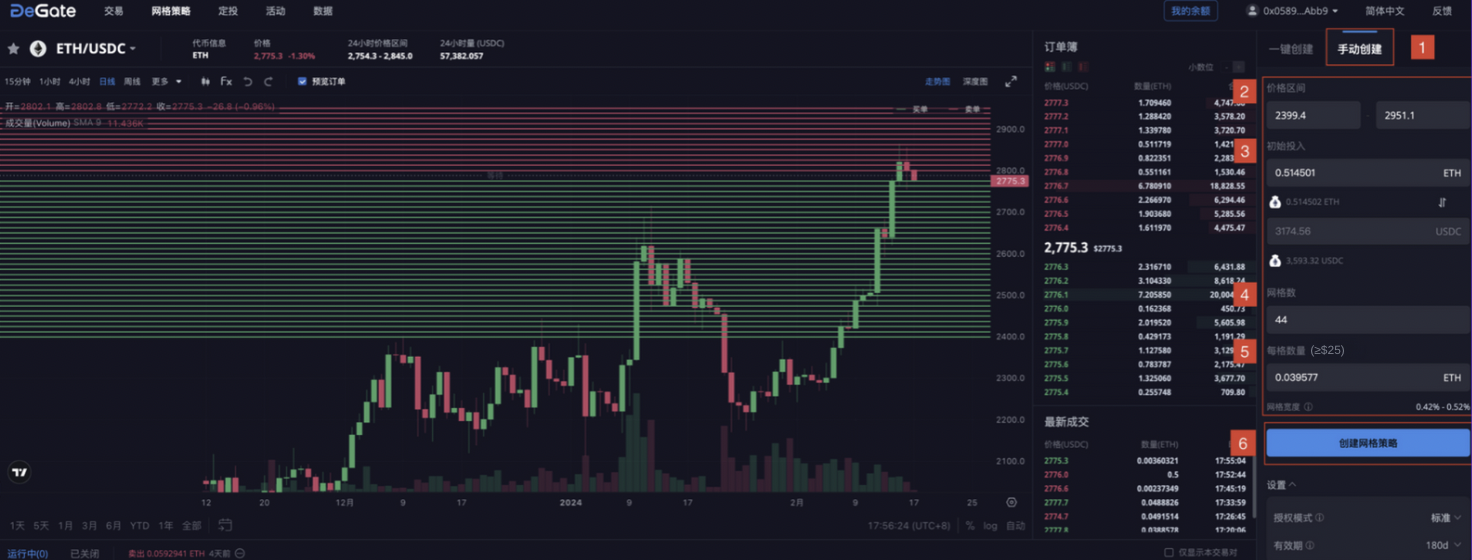 DeGate 交易 网格策略 定投 活动 数据 我的余额 0x0589...Abb9 简体中文 反馈
ETH/USDC
代币信息 价格 24小时价格区间 24小时量 (USDC)
ETH 2,775.3 -1.30% 2,754.3 - 2,845.0 57,382.057
15分钟 1小时 4小时 日线 周线 更多 Fx 预览订单 走势图 深度图
开=2802.1 高=2802.8 低=2772.2 收=2775.3 -26.8 (-0.96%)
买单 卖单
成交量(Volume) SMA 9 11.436K
2900.0
2800.0
2775.3
2700.0
2600.0
2500.0
2400.0
2300.0
2200.0
2100.0
12 20 12月 9 17 2024 9 17 2月 9 17 25
1天 5天 1月 3月 6月 YTD 1年 全部 17:56:24 (UTC+8) % log 自动
运行中(0) 已关闭 卖出 0.0592941 ETH 4天前 仅显示本交易对
订单簿
小数位
价格(USDC) 数量(ETH)
2777.3 1.709460
2777.2 1.288420 3,578.20
2777.1 1.339780 3,720.70
2777.0 0.511719
2776.9 0.822351
2776.8 0.551161 1,530.46
2776.7 6.780910 18,828.55
2776.6 2.266970 6,294.46
2776.5 1.903680 5,285.56
2776.4 1.611970 4,475.47
2,775.3 $2775.3
2776.3 2.316710 6,431.88
2776.2 3.104330 8,618.74
2776.1 7.205850
2776.0 0.162368
2775.9 2.019520 5,605.98
2775.8 0.429173 1,191.29
2775.7 1.127580
2775.6 0.783787
2775.5 1.325060 3,677.70
2775.4 0.255748 709.80
最新成交
价格(USDC) 数量(ETH)
2775.3 0.00360321 17:55:04
2776.0 0.5 17:52:44
2776.6 0.00237349 17:45:19
2777.7 0.0488826 17:33:59
2774.7 0.0491514 17:26:45
2777.8 0.0388578 17:20:06
一键创建 手动创建 1
2 价格区间
2399.4 - 2951.1
3 初始投入
0.514501 ETH
0.514502 ETH
3174.56 USDC
3,593.32 USDC
4 网格数
44
5 每格数量 (≥$25)
0.039577 ETH
网格宽度 0.42% - 0.52%
6 创建网格策略
设置
授权模式 标准
有效期 180d